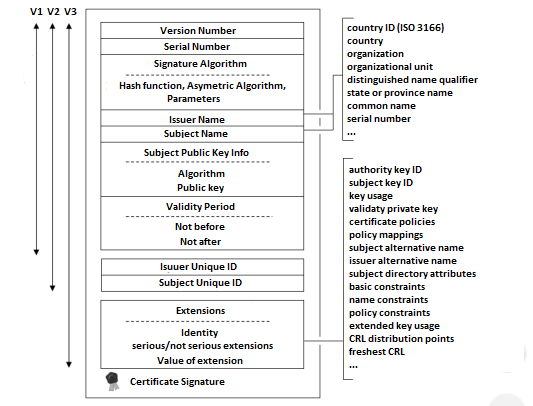 V1 V2 V3
Version Number
Serial Number
Signature Algorithm
Hash function, Asymetric Algorithm,
Parameters
Issuer Name
Subject Name
Subject Public Key Info
Algorithm
Public key
Validity Period
Not before
Not after
Isuuer Unique ID
Subject Unique ID
Extensions
Identity
serious/not serious extensions
Value of extension
Certificate Signature
country ID (ISO 3166)
country
organization
organizational unit
distinguished name qualifier
state or province name
common name
serial number
...
authority key ID
subject key ID
key usage
validaty private key
certificate policies
policy mappings
subject alternative name
issuer alternative name
subject directory attributes
basic constraints
name constraints
policy constraints
extended key usage
CRL distribution points
freshest CRL
...